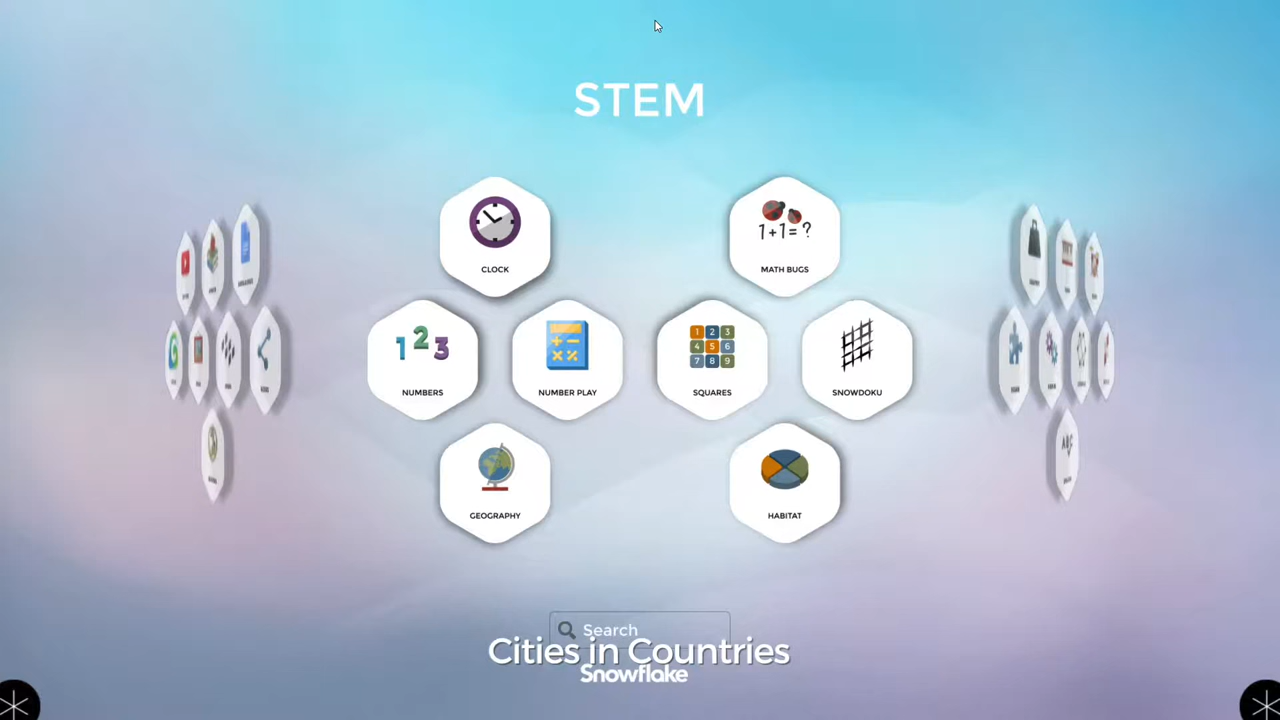 STEM
CLOCK
1+1=?
MATH BUGS
1 2 3
NUMBERS
NUMBER PLAY
1 2 3
4 5 6
7 8 9
SQUARES
SNOWDOKU
GEOGRAPHY
HABITAT
ABC
Search
Cities in Countries
Snowflake